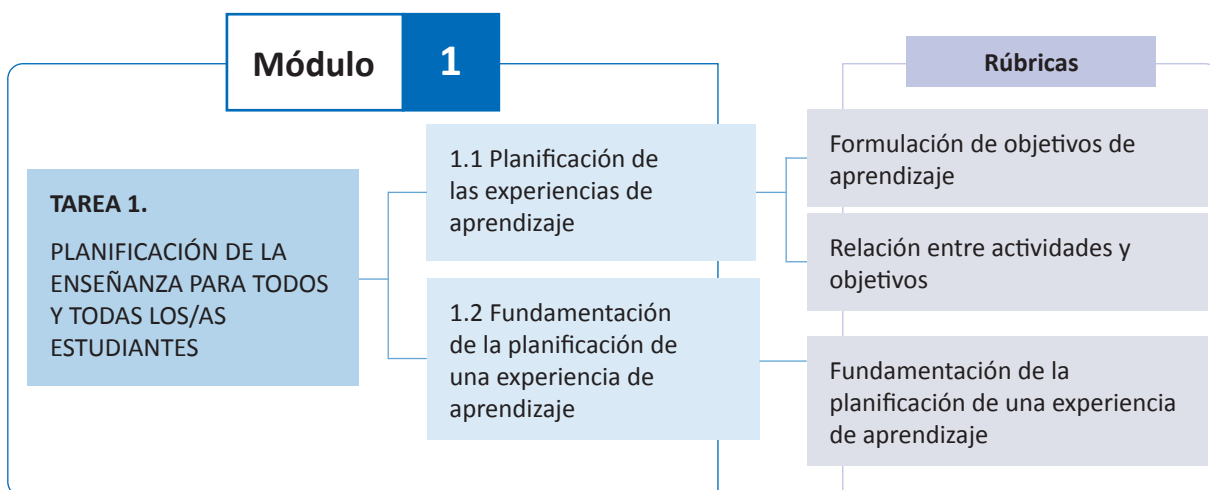 Módulo 1
Rúbricas
TAREA 1.
PLANIFICACIÓN DE LA
ENSEÑANZA PARA TODOS
Y TODAS LOS/AS
ESTUDIANTES
1.1 Planificación de
las experiencias de
aprendizaje
1.2 Fundamentación
de la planificación de
una experiencia de
aprendizaje
Formulación de objetivos de
aprendizaje
Relación entre actividades y
objetivos
Fundamentación de la
planificación de una experiencia
de aprendizaje